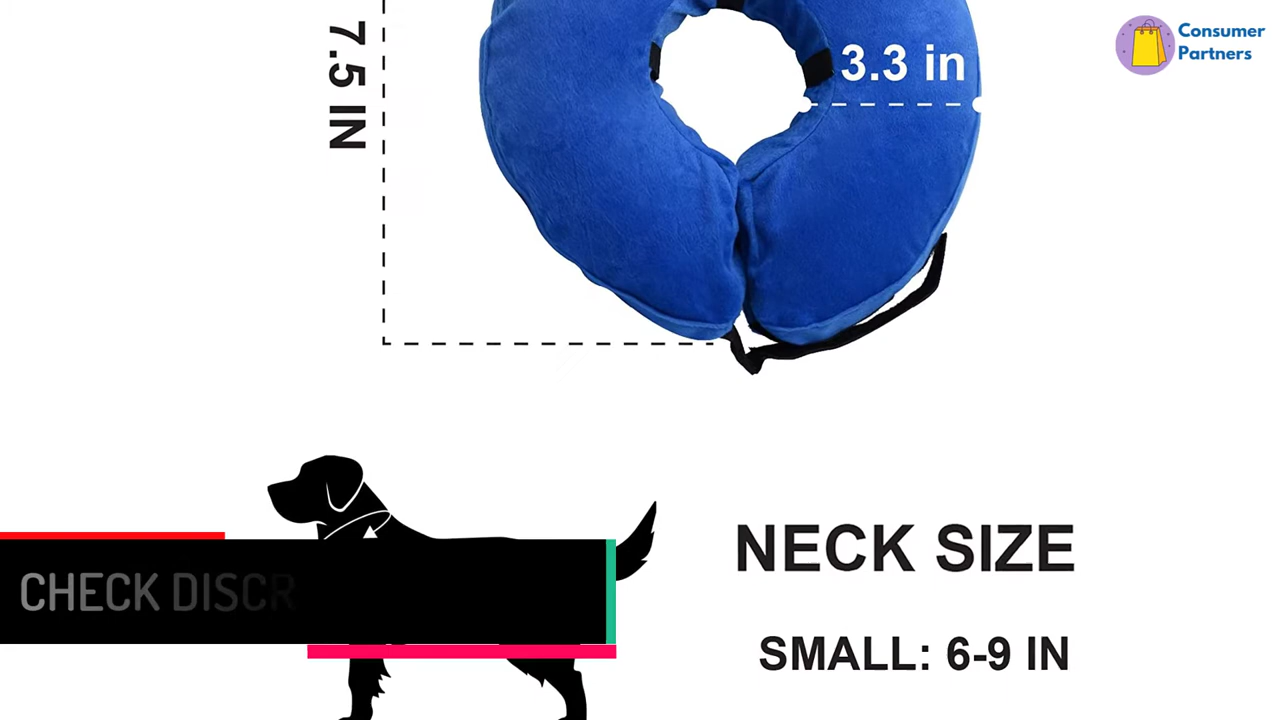 Consumer
Partners
7.5 IN
3.3 in
NECK SIZE
CHECK DISCR
SMALL: 6-9 IN